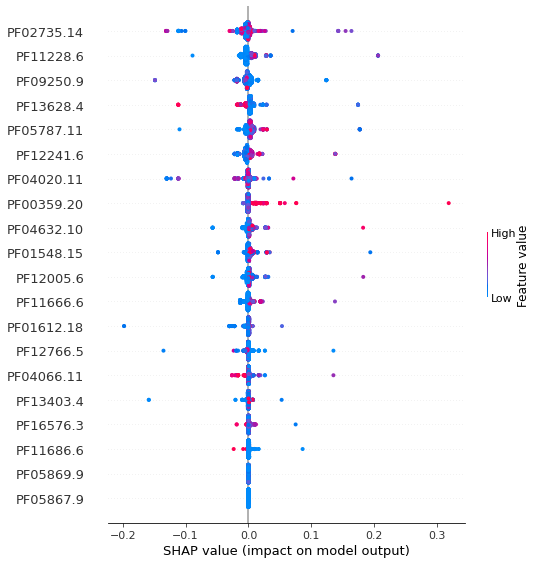 PF02735.14
PF11228.6
PF09250.9
PF13628.4
PF05787.11
PF12241.6
PF04020.11
PF00359.20
PF04632.10
PF01548.15
PF12005.6
PF11666.6
PF01612.18
PF12766.5
PF04066.11
PF13403.4
PF16576.3
PF11686.6
PF05869.9
PF05867.9
−0.2 −0.1 0.0 0.1 0.2 0.3
SHAP value (impact on model output)
High
Low
Feature value